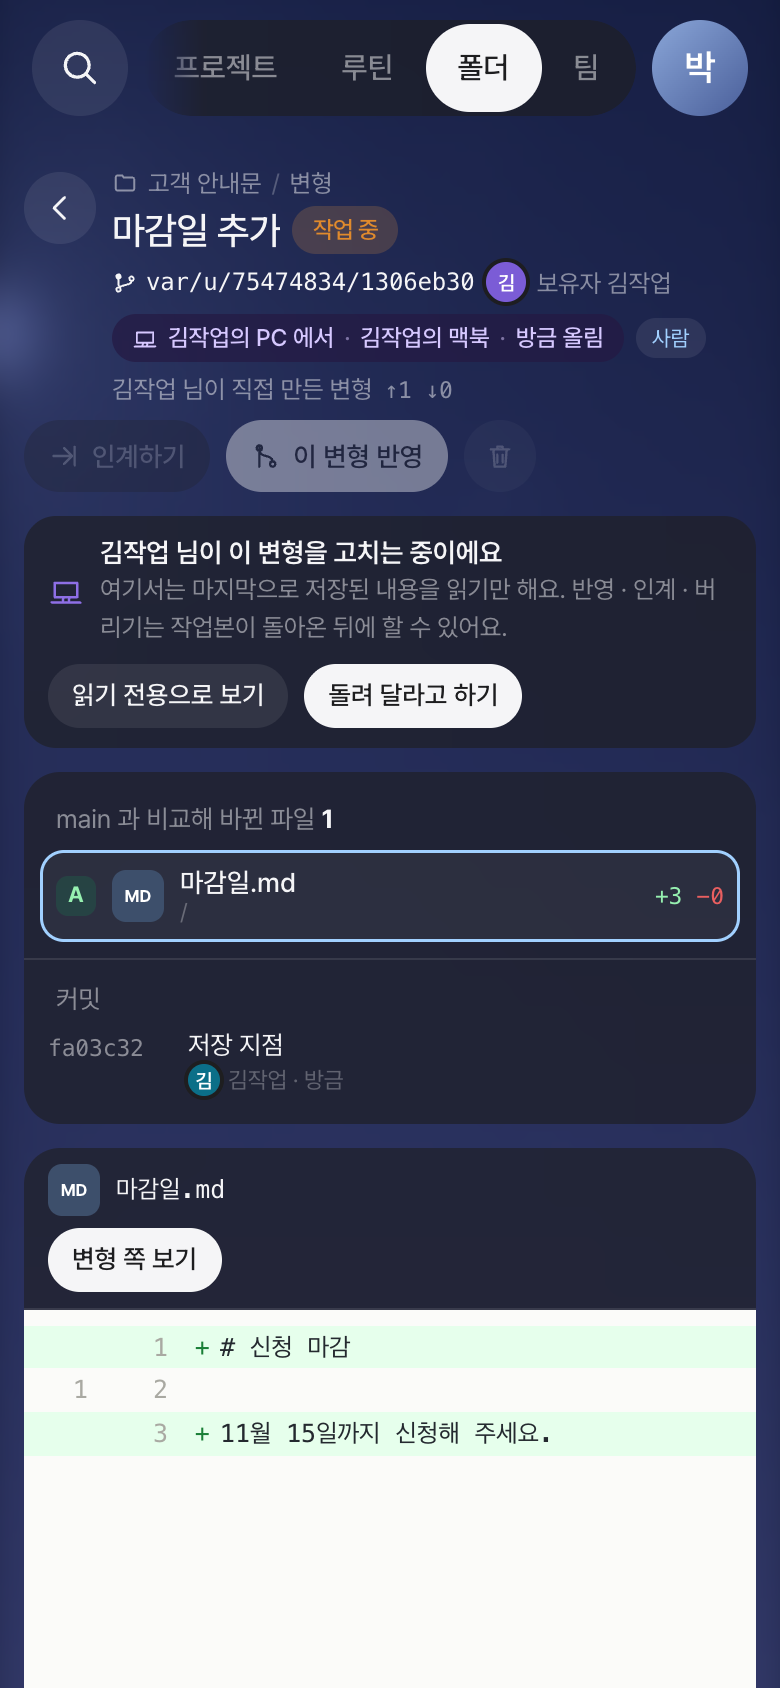 프로젝트 루틴 폴더 팀 박
고객 안내문 / 변형
마감일 추가 작업 중
var/u/75474834/1306eb30 김 보유자 김작업
김작업의 PC 에서 · 김작업의 맥북 · 방금 올림 사람
김작업 님이 직접 만든 변형 ↑1 ↓0
인계하기 이 변형 반영
김작업 님이 이 변형을 고치는 중이에요
여기서는 마지막으로 저장된 내용을 읽기만 해요. 반영 · 인계 · 버
리기는 작업본이 돌아온 뒤에 할 수 있어요.
읽기 전용으로 보기 돌려 달라고 하기
main 과 비교해 바뀐 파일 1
A MD 마감일.md +3 −0
/
커밋
fa03c32 저장 지점
김 김작업 · 방금
MD 마감일.md
변형 쪽 보기
1 + # 신청 마감
1 2
3 + 11월 15일까지 신청해 주세요.